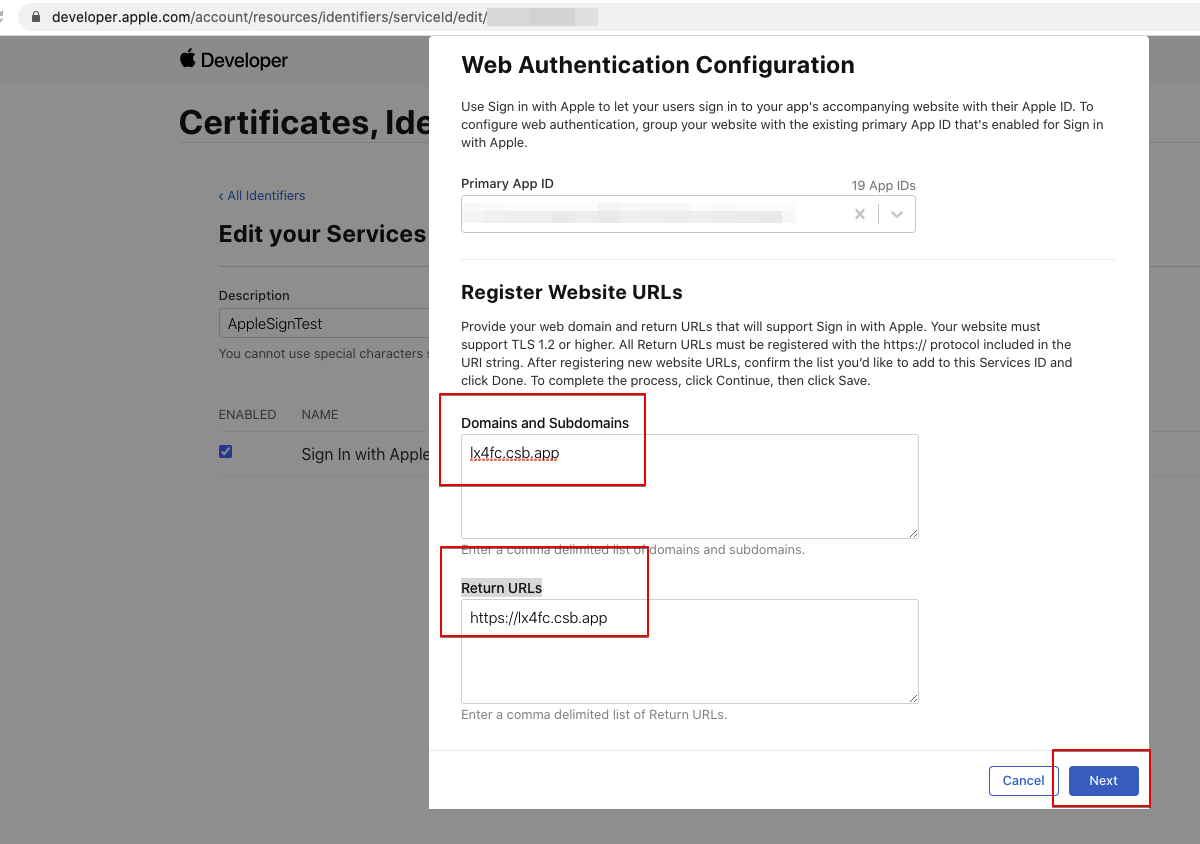 developer.apple.com/account/resources/identifiers/serviceId/edit/
Developer
Certificates, Ide
‹ All Identifiers
Edit your Services
Description
AppleSignTest
You cannot use special characters s
ENABLED NAME
Sign In with Apple
Web Authentication Configuration
Use Sign in with Apple to let your users sign in to your app's accompanying website with their Apple ID. To
configure web authentication, group your website with the existing primary App ID that's enabled for Sign in
with Apple.
Primary App ID
19 App IDs
Register Website URLs
Provide your web domain and return URLs that will support Sign in with Apple. Your website must
support TLS 1.2 or higher. All Return URLs must be registered with the https:// protocol included in the
URI string. After registering new website URLs, confirm the list you’d like to add to this Services ID and
click Done. To complete the process, click Continue, then click Save.
Domains and Subdomains
lx4fc.csb.app
Enter a comma delimited list of domains and subdomains.
Return URLs
https://lx4fc.csb.app
Enter a comma delimited list of Return URLs.
Cancel
Next